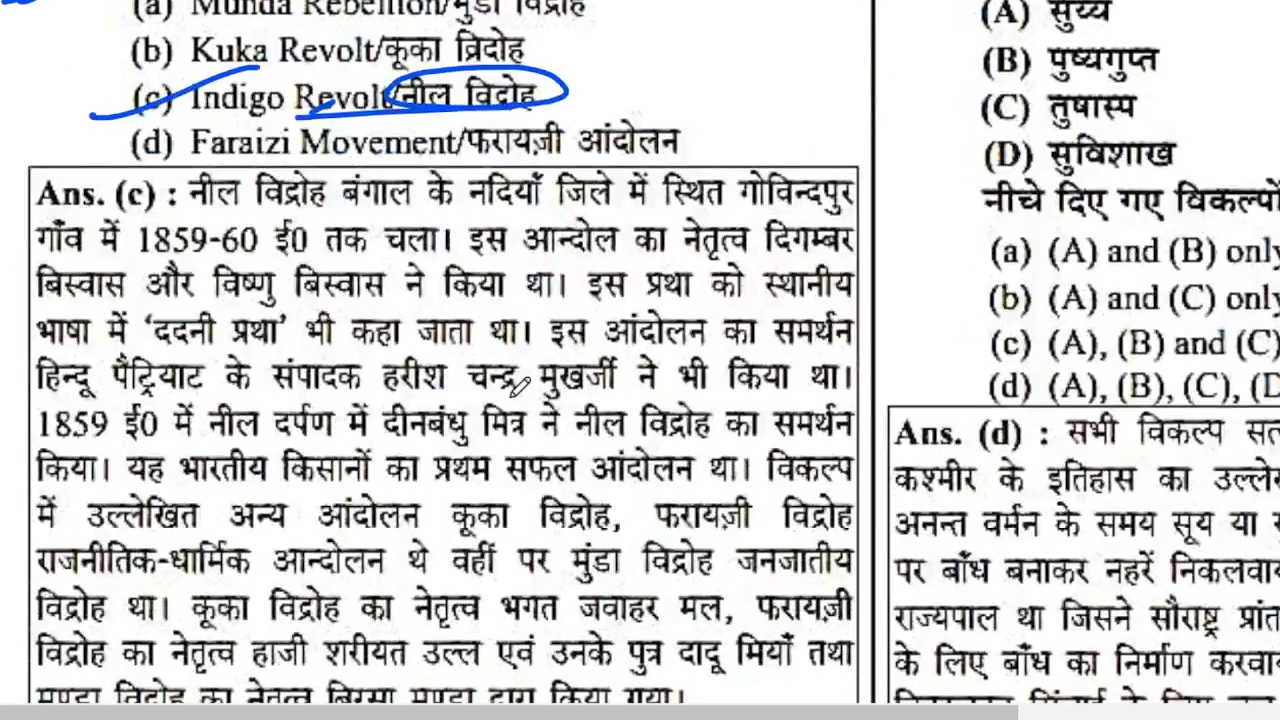 (a) Munda Rebellion/मुंडा विद्रोह
(b) Kuka Revolt/कूका व्रिदोह
(c) Indigo Revolt/नील विद्रोह
(d) Faraizi Movement/फरायज़ी आंदोलन
Ans. (c) : नील विद्रोह बंगाल के नदियाँ जिले में स्थित गोविन्दपुर
गाँव में 1859-60 ई0 तक चला। इस आन्दोल का नेतृत्व दिगम्बर
बिस्वास और विष्णु बिस्वास ने किया था। इस प्रथा को स्थानीय
भाषा में ‘ददनी प्रथा’ भी कहा जाता था। इस आंदोलन का समर्थन
हिन्दू पैट्रियाट के संपादक हरीश चन्द्र मुखर्जी ने भी किया था।
1859 ई0 में नील दर्पण में दीनबंधु मित्र ने नील विद्रोह का समर्थन
किया। यह भारतीय किसानों का प्रथम सफल आंदोलन था। विकल्प
में उल्लेखित अन्य आंदोलन कूका विद्रोह, फरायज़ी विद्रोह
राजनीतिक-धार्मिक आन्दोलन थे वहीं पर मुंडा विद्रोह जनजातीय
विद्रोह था। कूका विद्रोह का नेतृत्व भगत जवाहर मल, फरायज़ी
विद्रोह का नेतृत्व हाजी शरीयत उल्ल एवं उनके पुत्र दादू मियाँ तथा
मुण्डा विद्रोह का नेतृत्व बिरसा मुण्डा द्वारा किया गया।
(A) सुय्य
(B) पुष्यगुप्त
(C) तुषास्प
(D) सुविशाख
नीचे दिए गए विकल्पों
(a) (A) and (B) only
(b) (A) and (C) only
(c) (A), (B) and (C)
(d) (A), (B), (C), (D
Ans. (d) : सभी विकल्प
कश्मीर के इतिहास का
अनन्त वर्मन के समय सूय या
पर बाँध बनाकर नहरें
राज्यपाल था जिसने सौराष्ट्र
के लिए बाँध का निर्माण